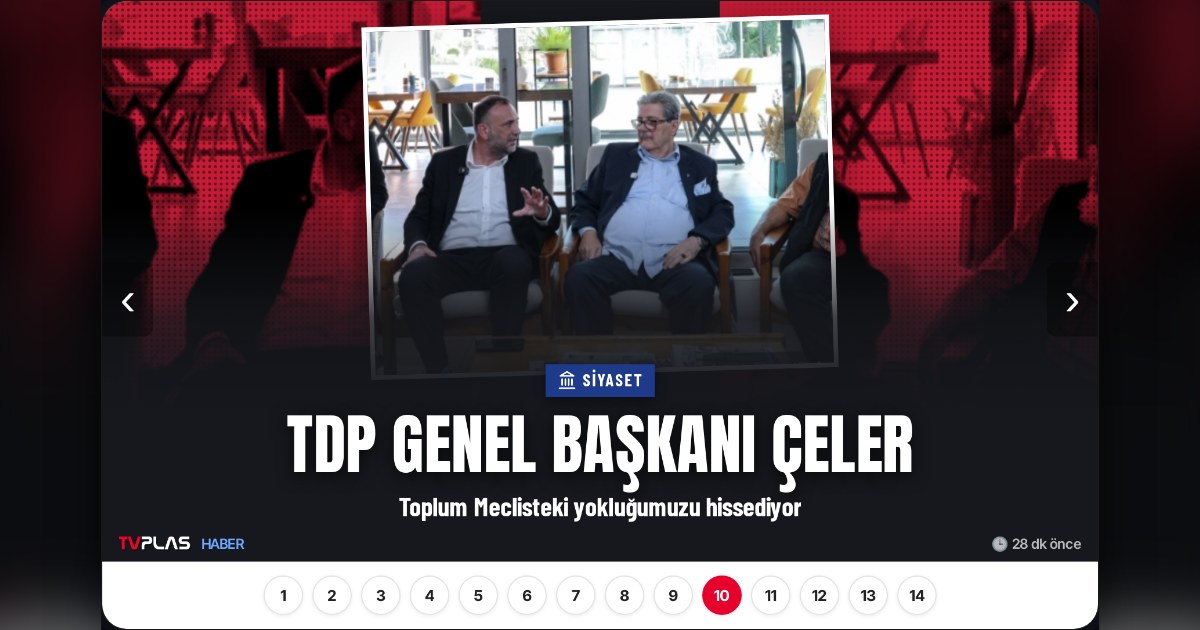 ‹
›
SİYASET
TDP GENEL BAŞKANI ÇELER
Toplum Meclisteki yokluğumuzu hissediyor
TVPLAS HABER
28 dk önce
1 2 3 4 5 6 7 8 9 10 11 12 13 14